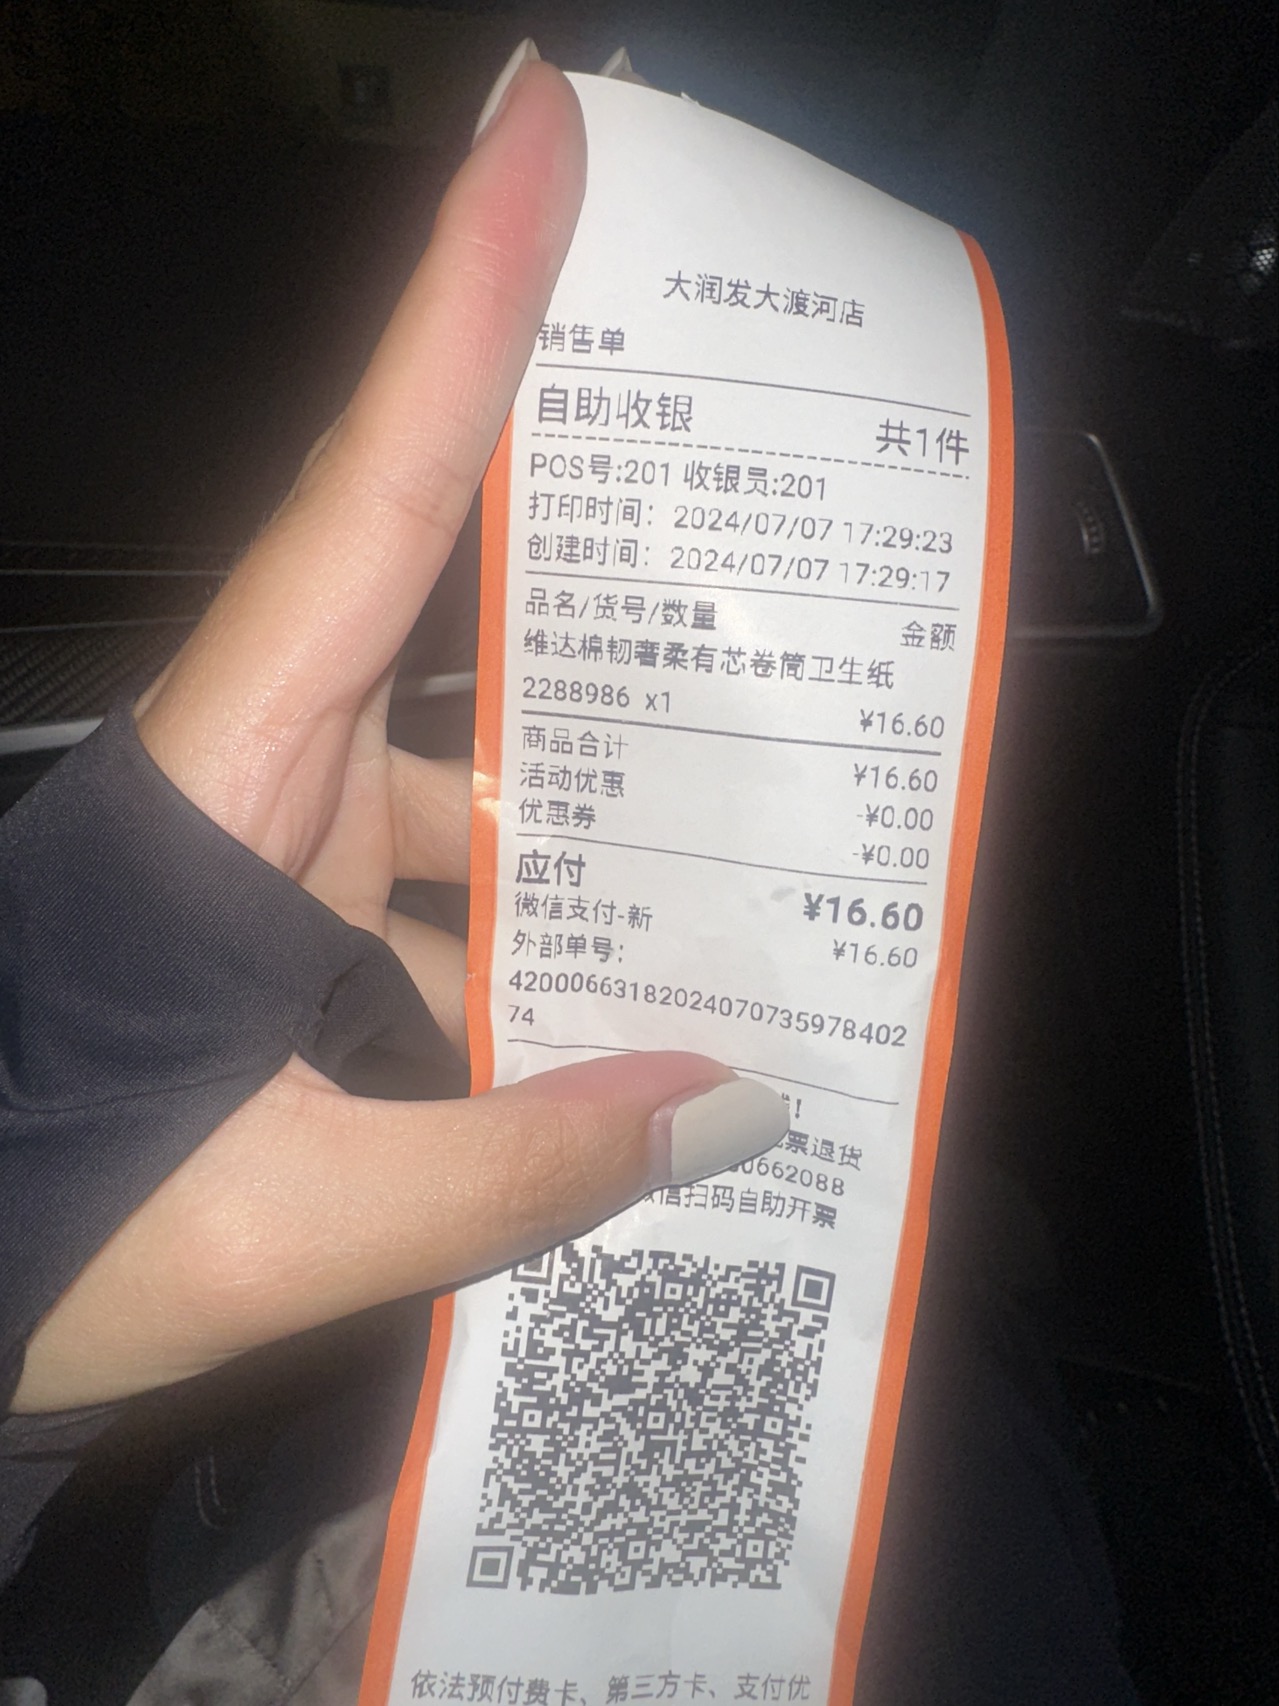 大润发大渡河店
销售单
自助收银 共1件
POS号:201 收银员:201
打印时间：2024/07/07 17:29:23
创建时间：2024/07/07 17:29:17
品名/货号/数量 金额
维达棉韧奢柔有芯卷筒卫生纸
2288986 x1 ¥16.60
商品合计 ¥16.60
活动优惠 -¥0.00
优惠券 -¥0.00
应付 ¥16.60
微信支付-新 ¥16.60
外部单号：
42000663182024070735978402
74
!
票退货
0662088
信扫码自助开票
依法预付费卡、第三方卡、支付优